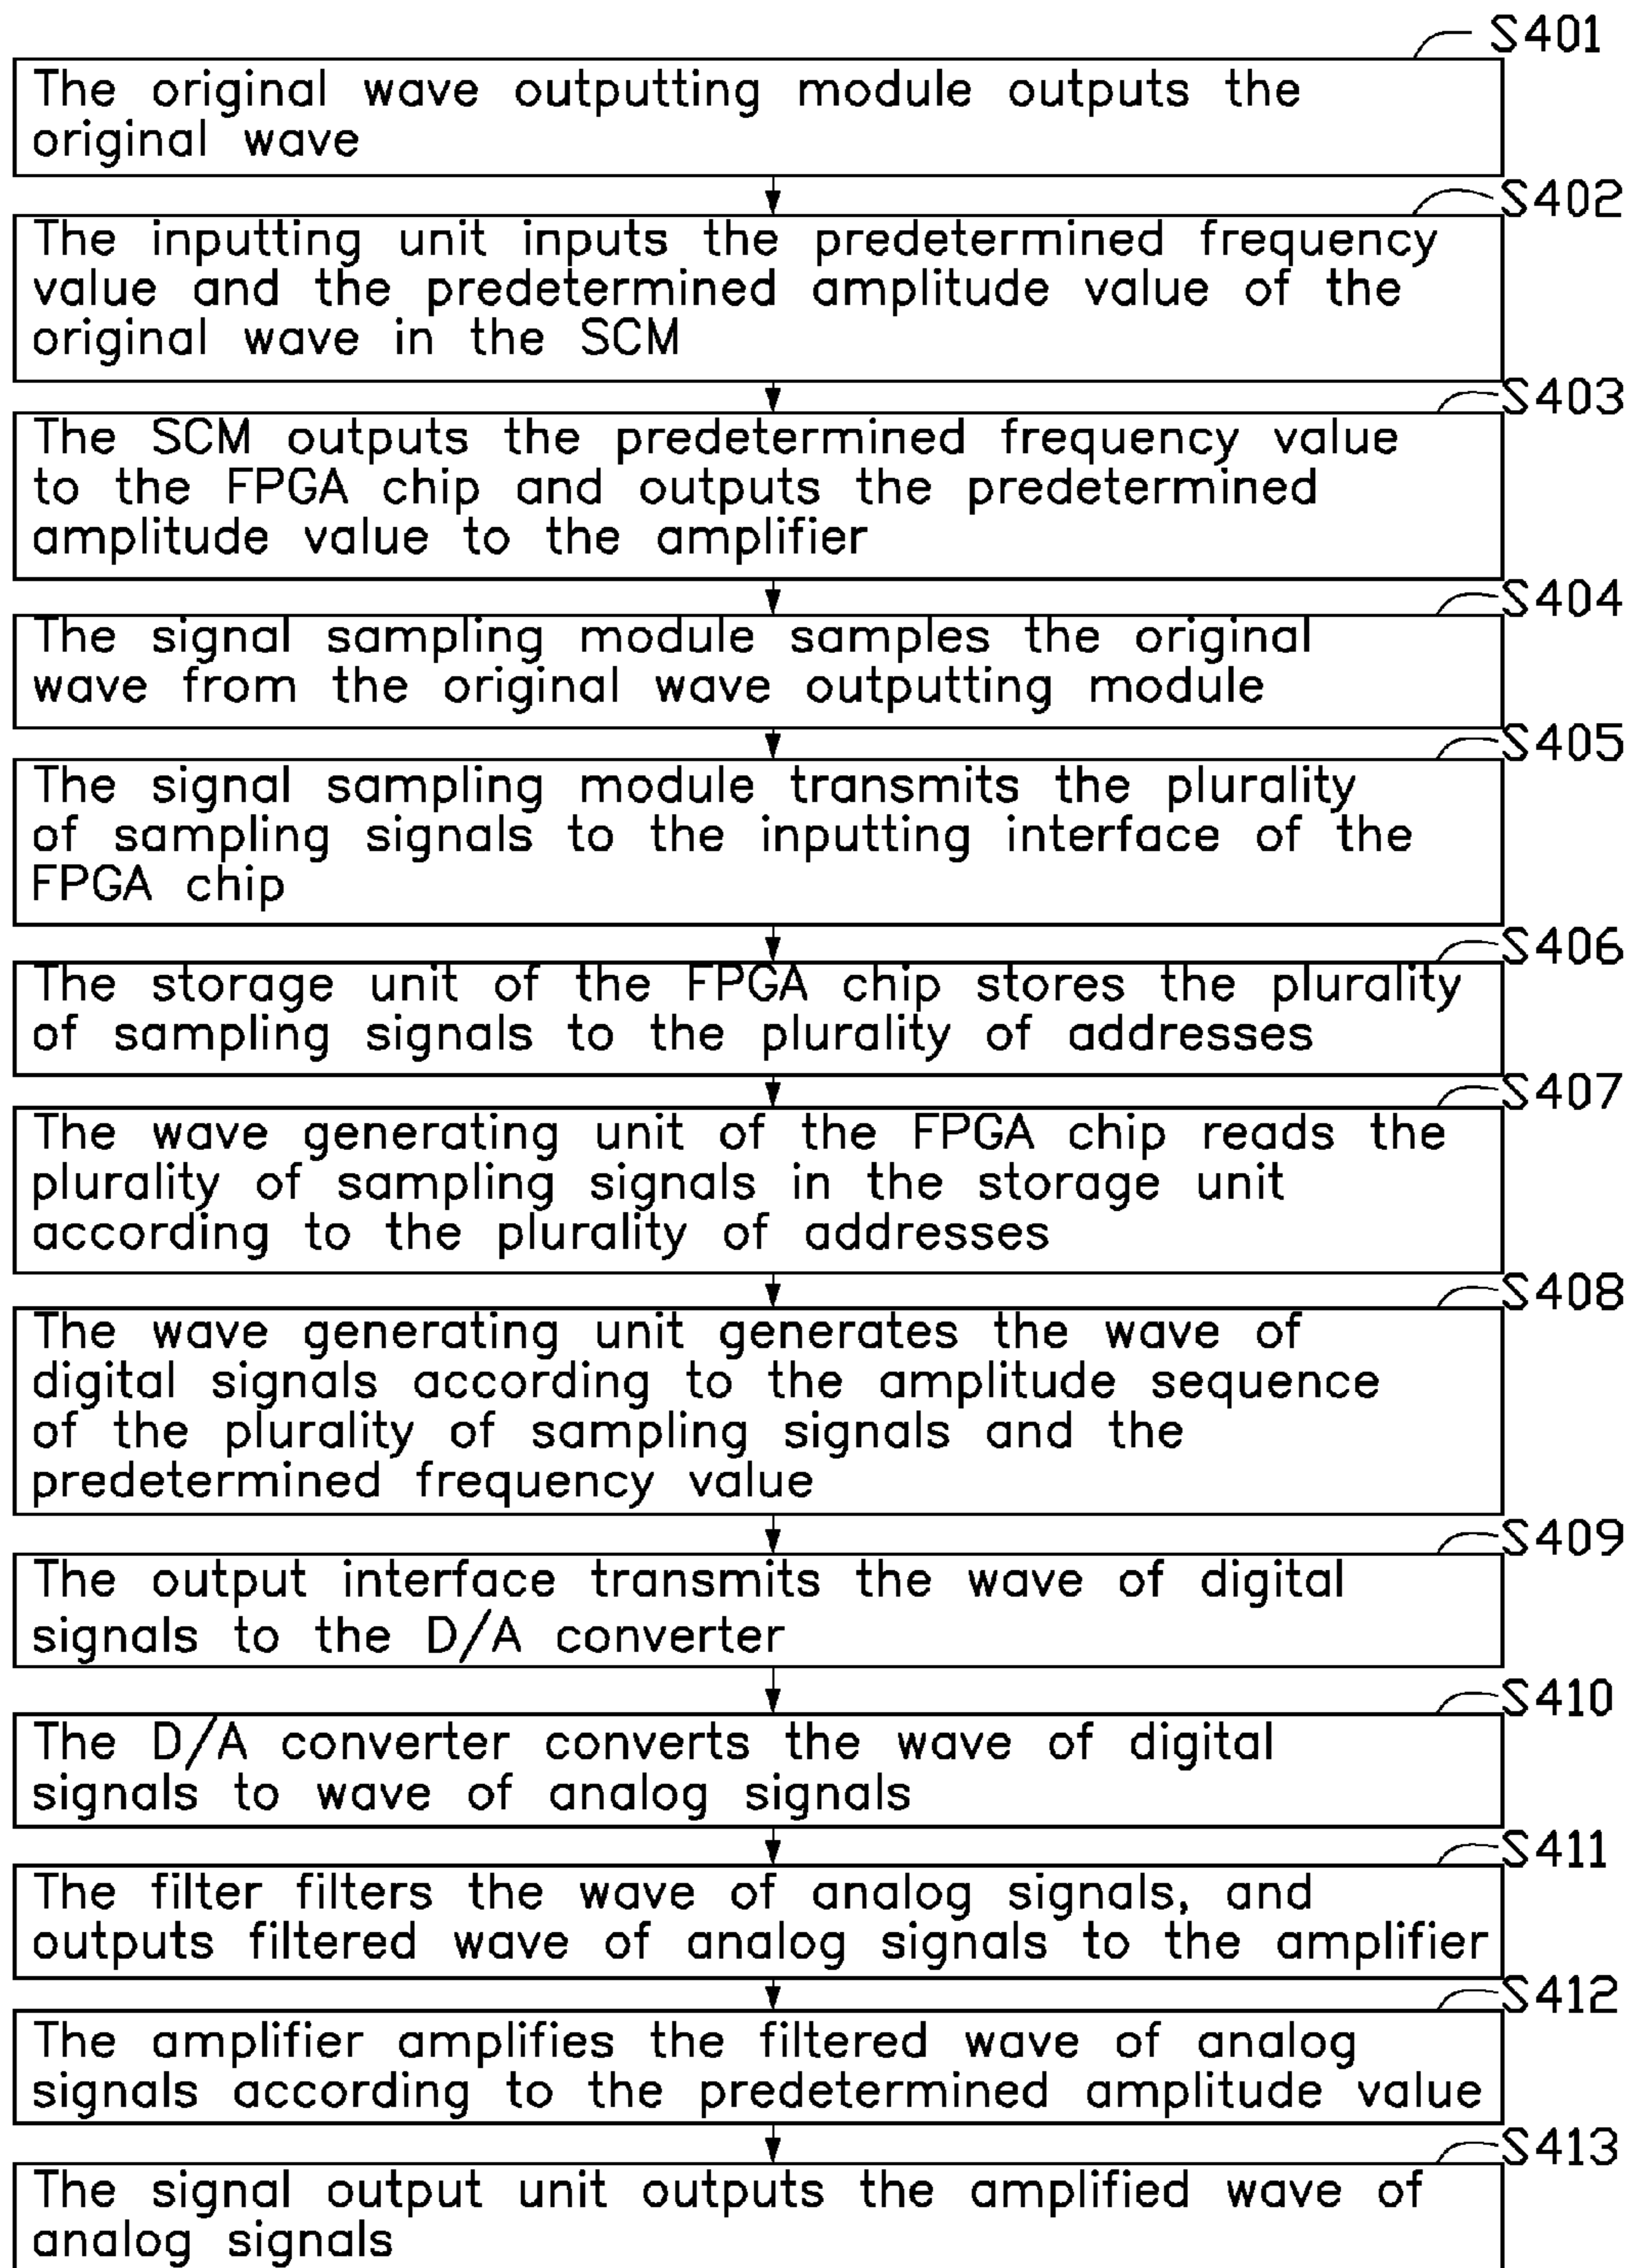 S401
The original wave outputting module outputs the
original wave
S402
The inputting unit inputs the predetermined frequency
value and the predetermined amplitude value of the
original wave in the SCM
S403
The SCM outputs the predetermined frequency value
to the FPGA chip and outputs the predetermined
amplitude value to the amplifier
S404
The signal sampling module samples the original
wave from the original wave outputting module
S405
The signal sampling module transmits the plurality
of sampling signals to the inputting interface of the
FPGA chip
S406
The storage unit of the FPGA chip stores the plurality
of sampling signals to the plurality of addresses
S407
The wave generating unit of the FPGA chip reads the
plurality of sampling signals in the storage unit
according to the plurality of addresses
S408
The wave generating unit generates the wave of
digital signals according to the amplitude sequence
of the plurality of sampling signals and the
predetermined frequency value
S409
The output interface transmits the wave of digital
signals to the D/A converter
S410
The D/A converter converts the wave of digital
signals to wave of analog signals
S411
The filter filters the wave of analog signals, and
outputs filtered wave of analog signals to the amplifier
S412
The amplifier amplifies the filtered wave of analog
signals according to the predetermined amplitude value
S413
The signal output unit outputs the amplified wave of
analog signals